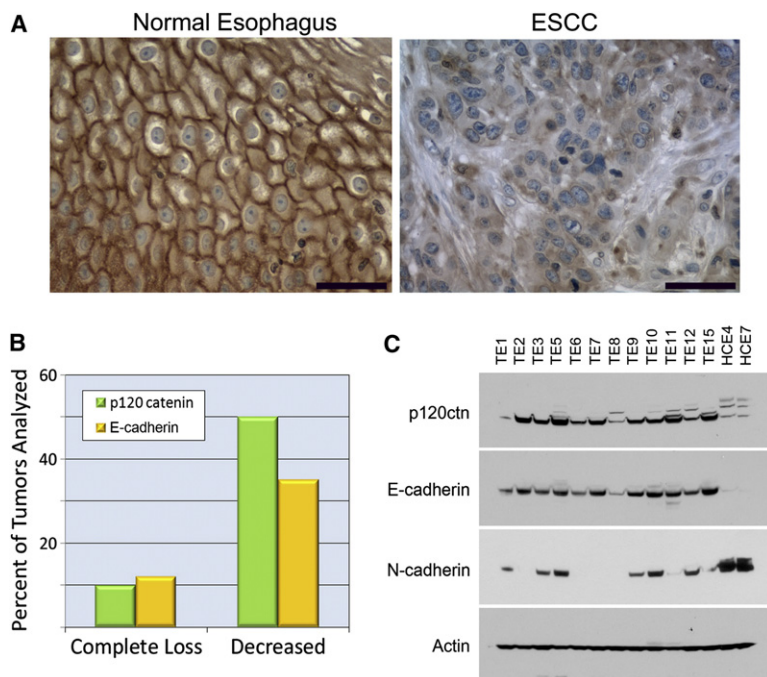 A
Normal Esophagus
ESCC
B
Percent of Tumors Analyzed
60
40
20
p120 catenin
E-cadherin
Complete Loss
Decreased
C
TE1
TE2
TE3
TE5
TE6
TE7
TE8
TE9
TE10
TE11
TE12
TE15
HCE4
HCE7
p120ctn
E-cadherin
N-cadherin
Actin